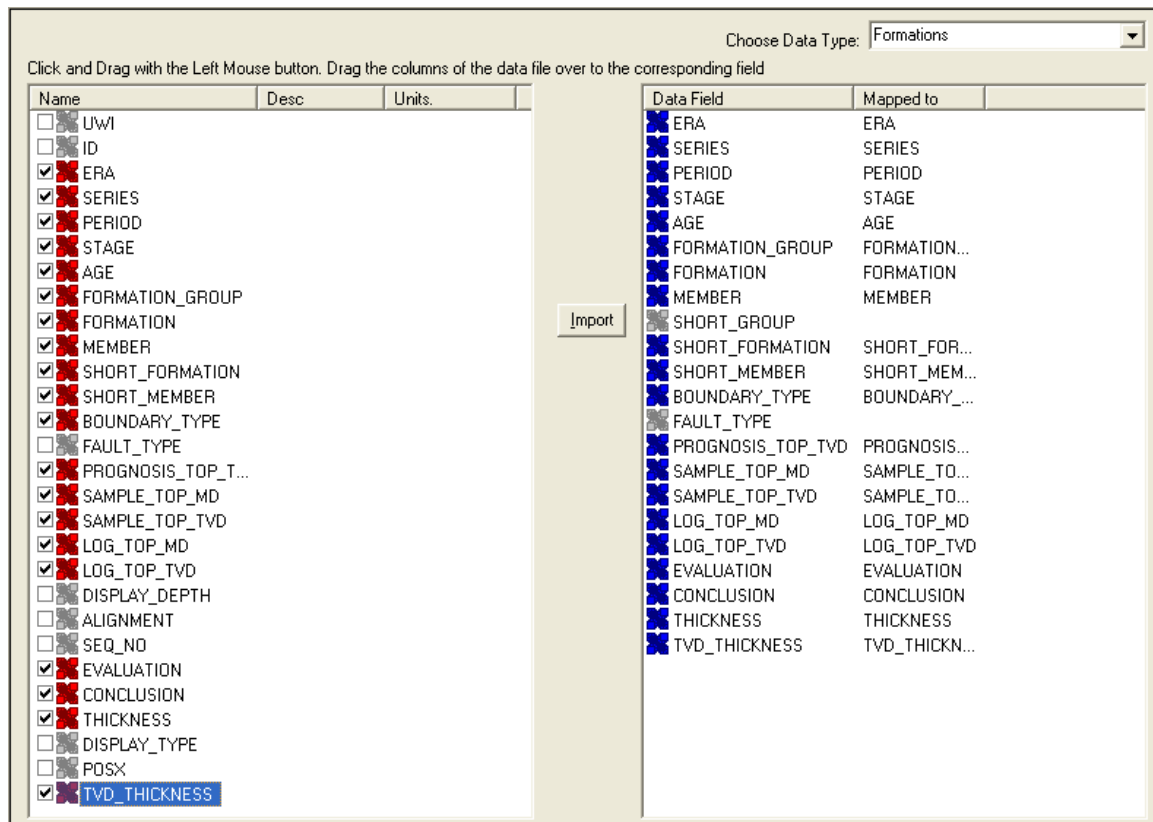 Choose Data Type: Formations
Click and Drag with the Left Mouse button. Drag the columns of the data file over to the corresponding field
Name Desc Units.
UWI
ID
ERA
SERIES
PERIOD
STAGE
AGE
FORMATION_GROUP
FORMATION
MEMBER
SHORT_FORMATION
SHORT_MEMBER
BOUNDARY_TYPE
FAULT_TYPE
PROGNOSIS_TOP_T...
SAMPLE_TOP_MD
SAMPLE_TOP_TVD
LOG_TOP_MD
LOG_TOP_TVD
DISPLAY_DEPTH
ALIGNMENT
SEQ_NO
EVALUATION
CONCLUSION
THICKNESS
DISPLAY_TYPE
POSX
TVD_THICKNESS
Import
Data Field Mapped to
ERA ERA
SERIES SERIES
PERIOD PERIOD
STAGE STAGE
AGE AGE
FORMATION_GROUP FORMATION...
FORMATION FORMATION
MEMBER MEMBER
SHORT_GROUP
SHORT_FORMATION SHORT_FOR...
SHORT_MEMBER SHORT_MEM...
BOUNDARY_TYPE BOUNDARY_...
FAULT_TYPE
PROGNOSIS_TOP_TVD PROGNOSIS...
SAMPLE_TOP_MD SAMPLE_TO...
SAMPLE_TOP_TVD SAMPLE_TO...
LOG_TOP_MD LOG_TOP_MD
LOG_TOP_TVD LOG_TOP_TVD
EVALUATION EVALUATION
CONCLUSION CONCLUSION
THICKNESS THICKNESS
TVD_THICKNESS TVD_THICKN...